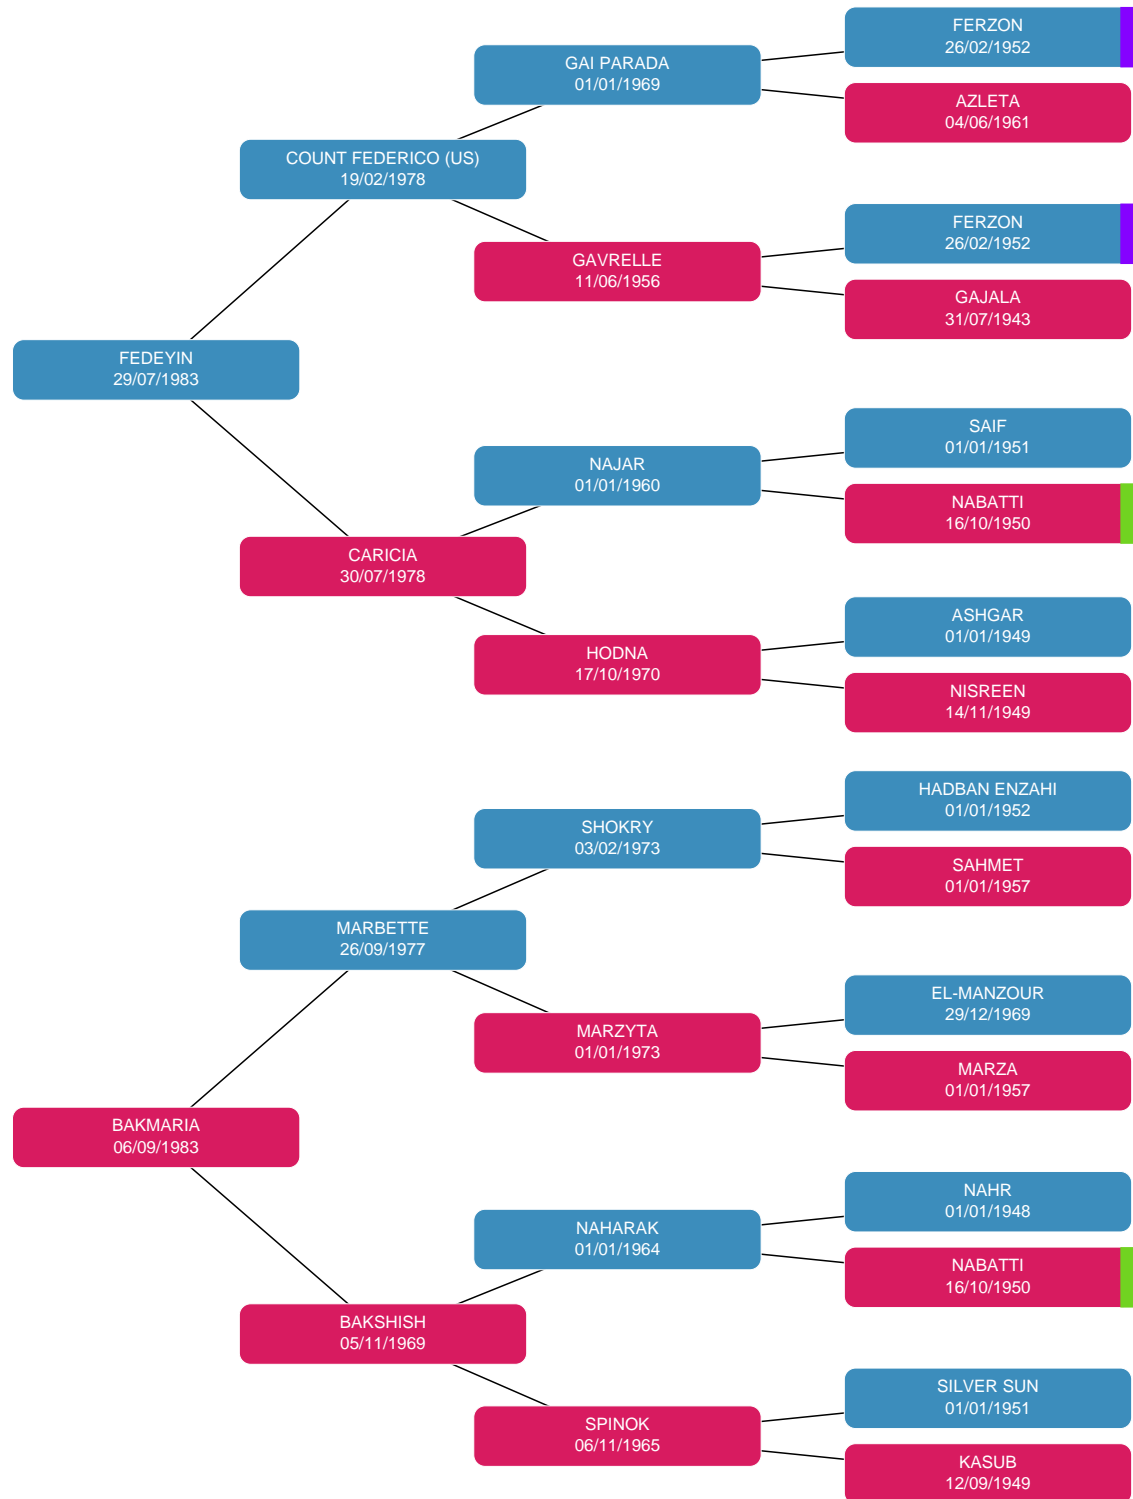 FERZON
26/02/1952
GAI PARADA
01/01/1969
AZLETA
04/06/1961
COUNT FEDERICO (US)
19/02/1978
FERZON
26/02/1952
GAVRELLE
11/06/1956
GAJALA
31/07/1943
FEDEYIN
29/07/1983
SAIF
01/01/1951
NAJAR
01/01/1960
NABATTI
16/10/1950
CARICIA
30/07/1978
ASHGAR
01/01/1949
HODNA
17/10/1970
NISREEN
14/11/1949
HADBAN ENZAHI
01/01/1952
SHOKRY
03/02/1973
SAHMET
01/01/1957
MARBETTE
26/09/1977
EL-MANZOUR
29/12/1969
MARZYTA
01/01/1973
MARZA
01/01/1957
BAKMARIA
06/09/1983
NAHR
01/01/1948
NAHARAK
01/01/1964
NABATTI
16/10/1950
BAKSHISH
05/11/1969
SILVER SUN
01/01/1951
SPINOK
06/11/1965
KASUB
12/09/1949